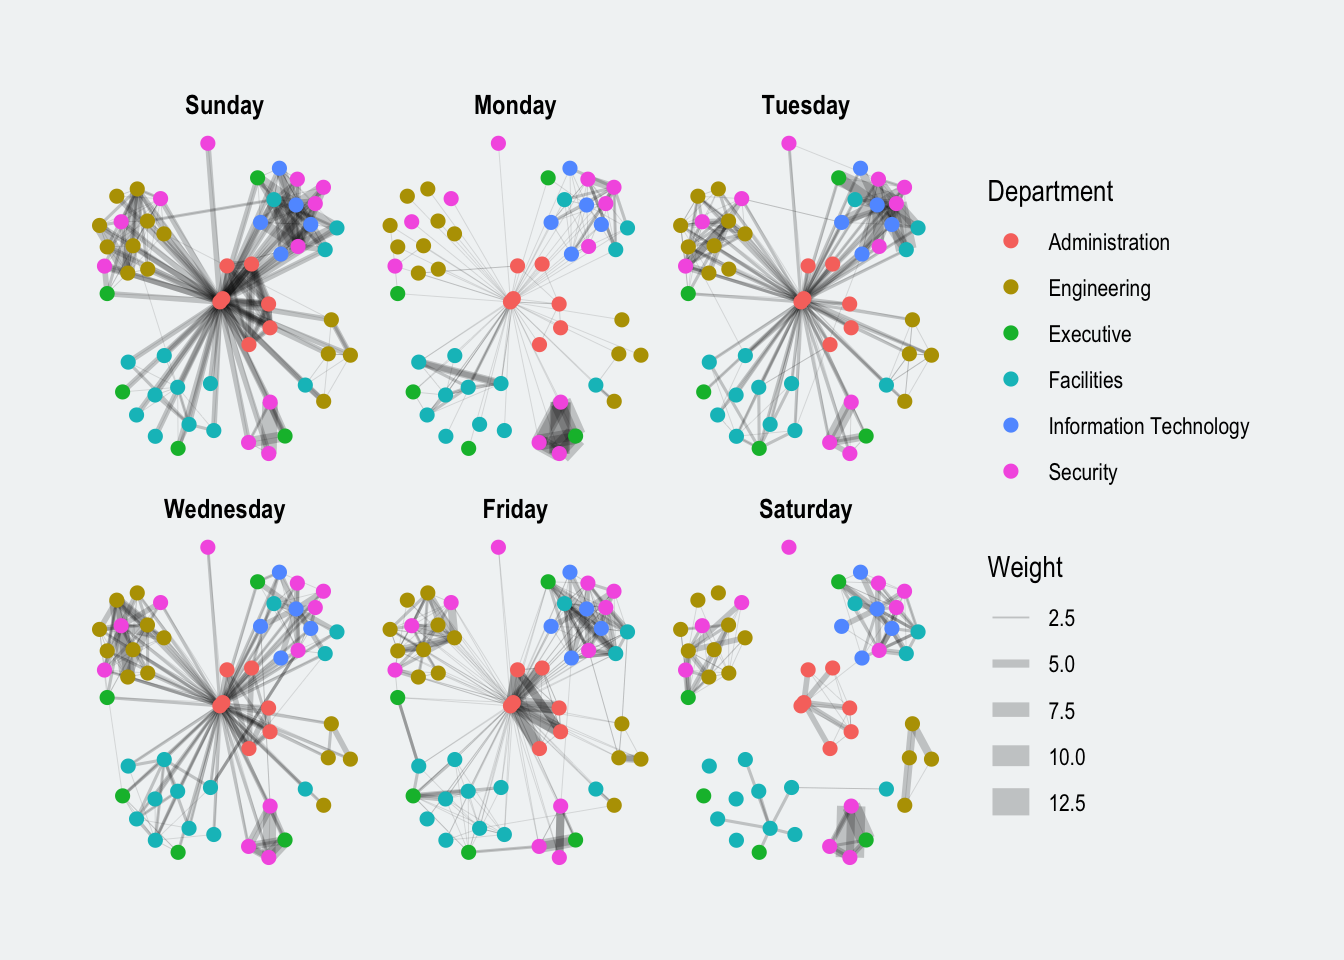 Sunday
Monday
Tuesday
Wednesday
Friday
Saturday
Department
Administration
Engineering
Executive
Facilities
Information Technology
Security
Weight
2.5
5.0
7.5
10.0
12.5